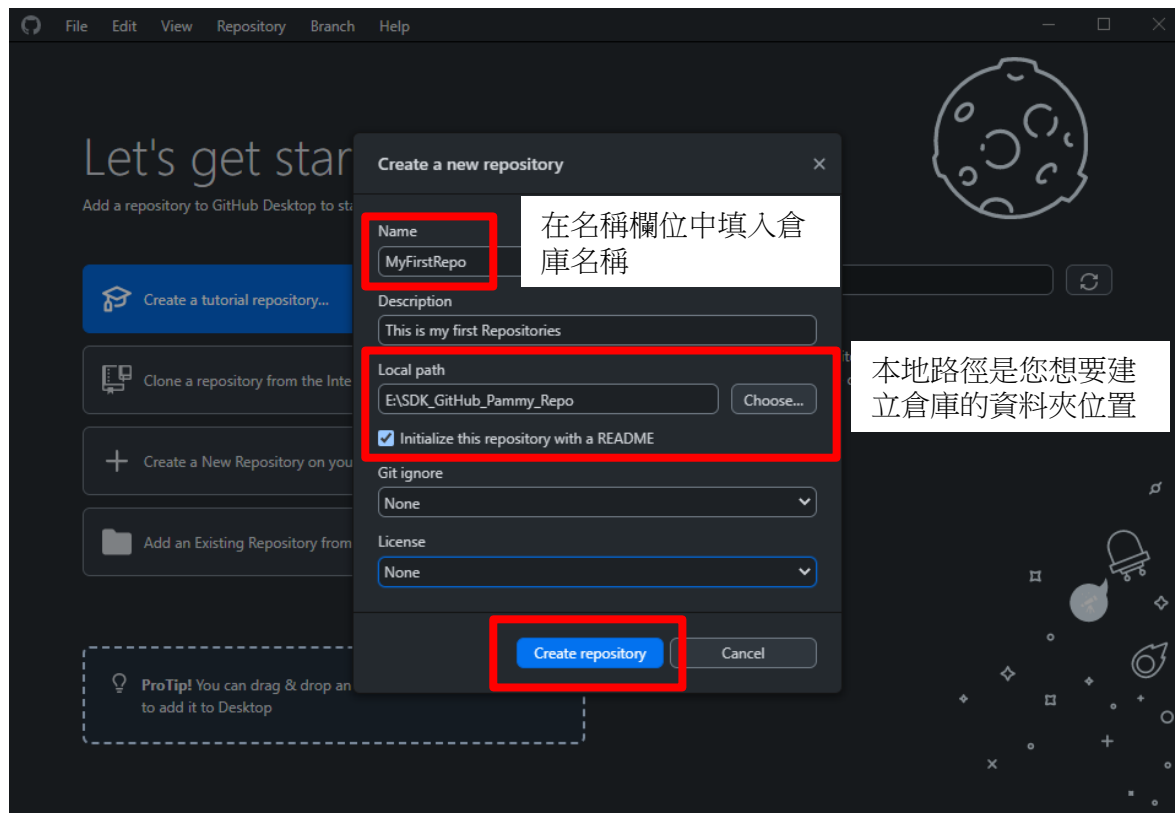 File Edit View Repository Branch Help
Let's get star
Add a repository to GitHub Desktop to sta
Create a tutorial repository...
Clone a repository from the Inte
Create a New Repository on you
Add an Existing Repository from
ProTip! You can drag & drop an
to add it to Desktop
Create a new repository
Name
MyFirstRepo
在名稱欄位中填入倉
庫名稱
Description
This is my first Repositories
Local path
E:\SDK_GitHub_Pammy_Repo
Choose...
Initialize this repository with a README
本地路徑是您想要建
立倉庫的資料夾位置
Git ignore
None
License
None
Create repository
Cancel